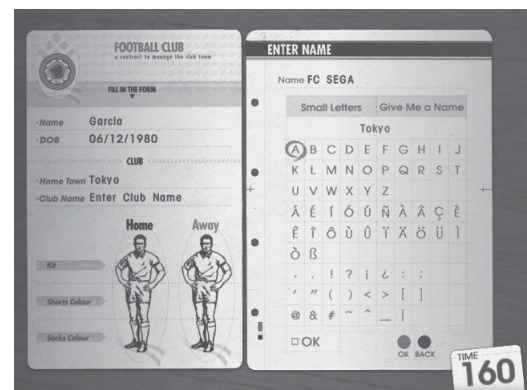 FOOTBALL CLUB
a contract to manage the club team
FILL IN THE FORM
·Name Garcia
·DOB 06/12/1980
CLUB
·Home Town Tokyo
·Club Name Enter Club Name
Home Away
Kit
Shorts Colour
Socks Colour
ENTER NAME
Name FC SEGA
Small Letters Give Me a Name
Tokyo
A B C D E F G H I J
K L M N O P Q R S T
U V W X Y Z
Á É Í Ó Ú Ñ À Â Ç È
Ê Î Ô Ù Û Ï Ä Ö Ü Ì
Ò ß
, . ! ? ¡ ¿ : ;
' " ( ) < > [ ]
@ & # ~ ^ _ |
□OK
OK BACK
TIME
160